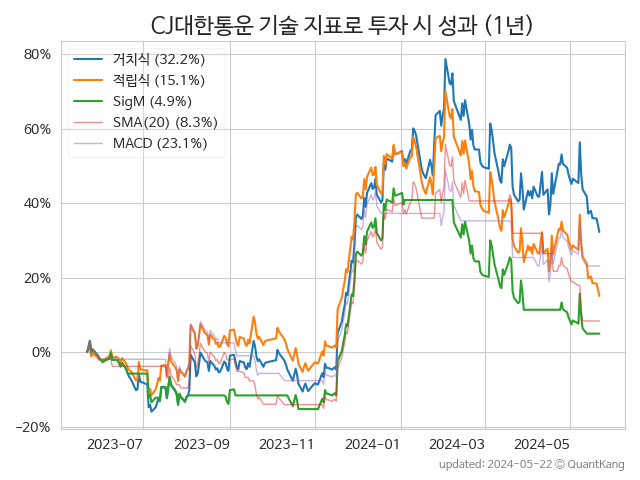 CJ대한통운 기술 지표로 투자 시 성과 (1년)
80%
60%
40%
20%
0%
−20%
거치식 (32.2%)
적립식 (15.1%)
SigM (4.9%)
SMA(20) (8.3%)
MACD (23.1%)
2023−07 2023−09 2023−11 2024−01 2024−03 2024−05
updated: 2024-05-22 © QuantKang